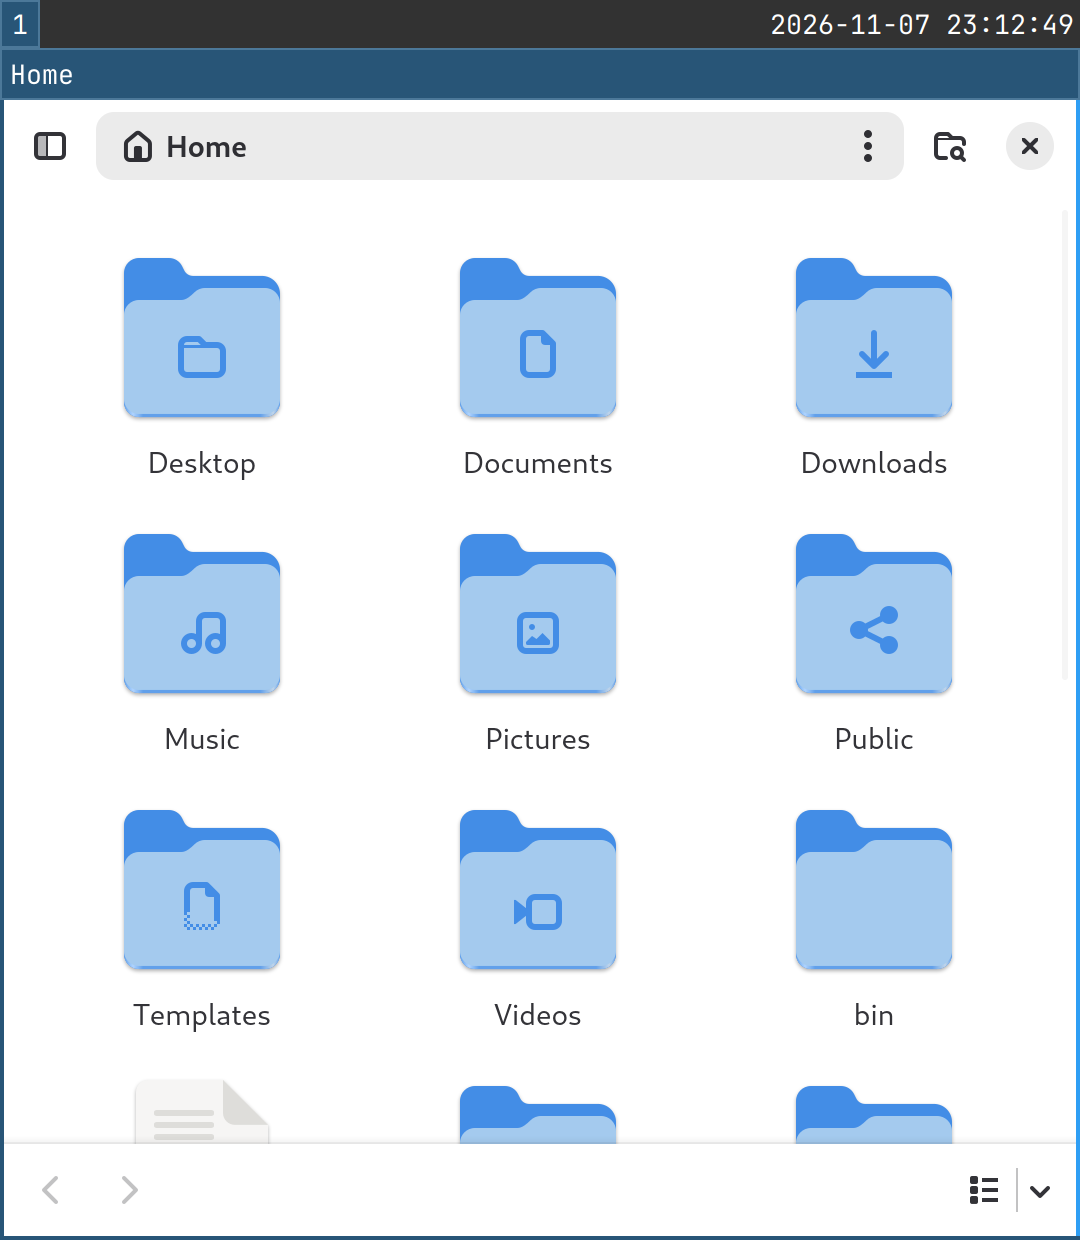 1
2026-11-07 23:12:49
Home
Home
Desktop
Documents
Downloads
Music
Pictures
Public
Templates
Videos
bin